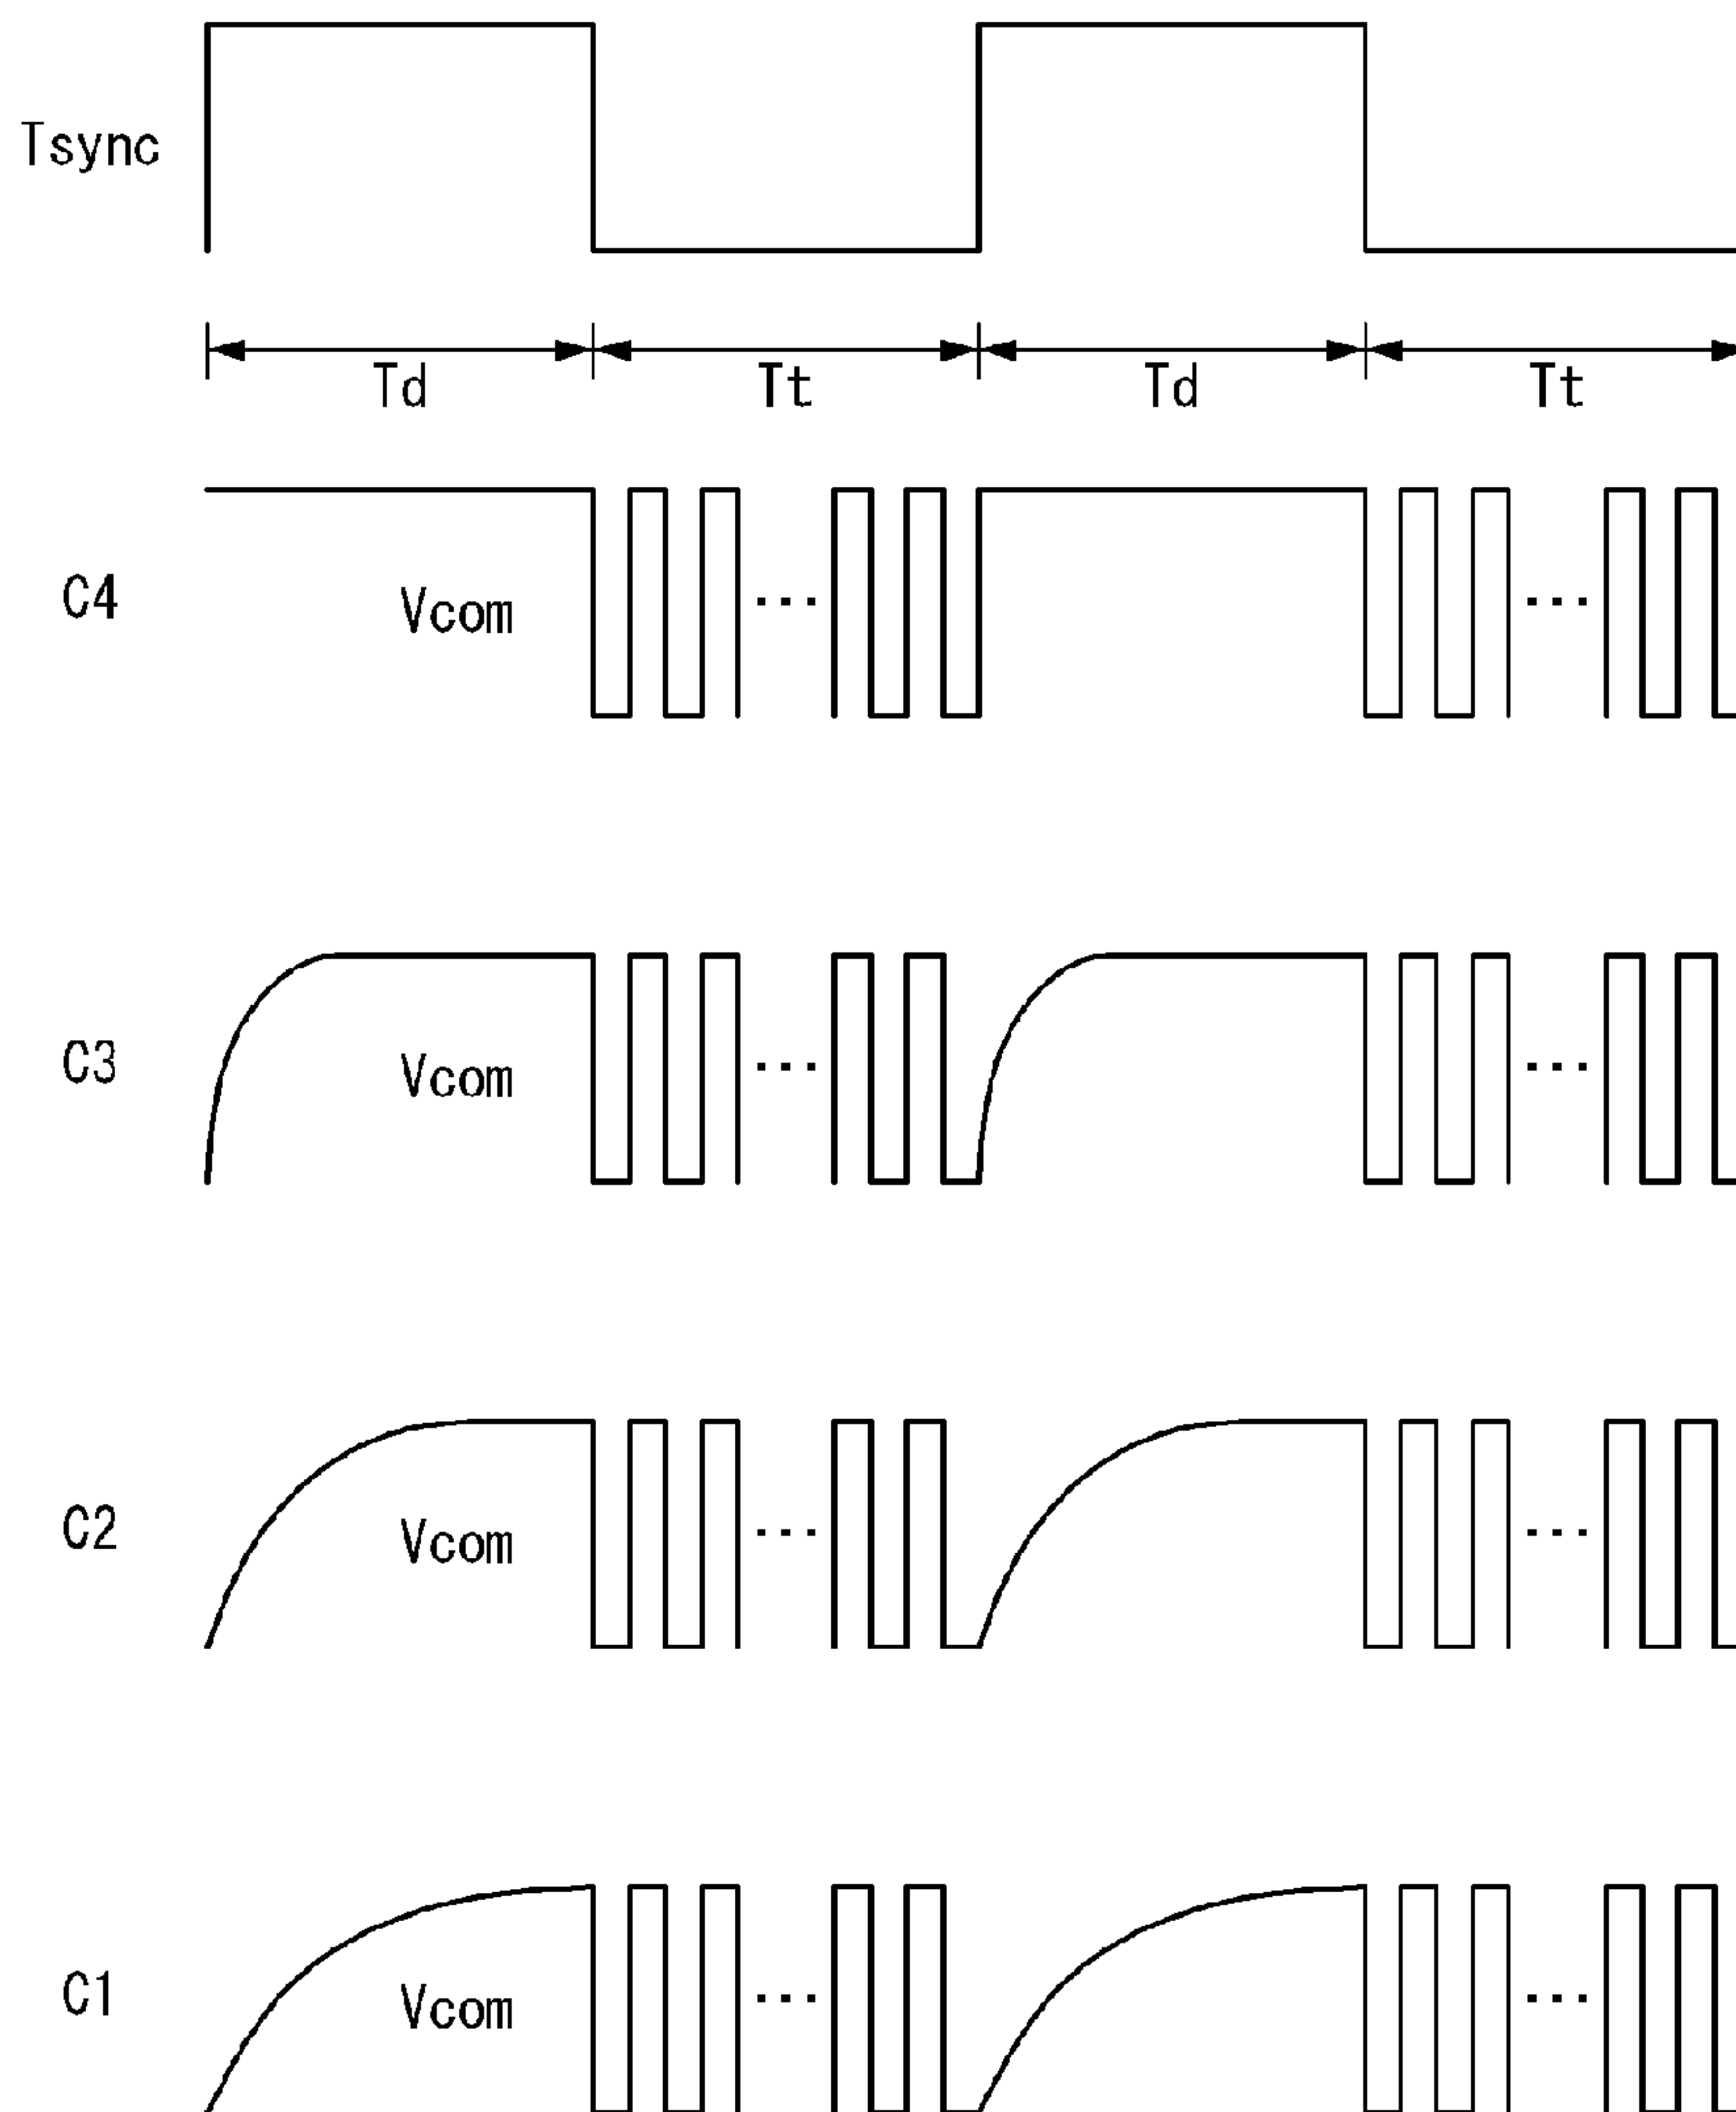 Tsync
Td Tt Td Tt
C4 Vcom ... ...
C3 Vcom ... ...
C2 Vcom ... ...
C1 Vcom ... ...